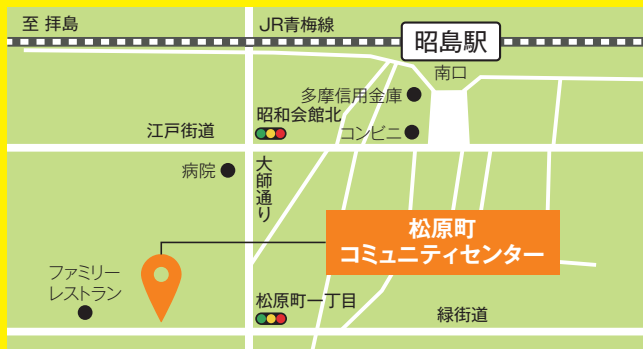 至 拝島
JR青梅線
昭島駅
南口
多摩信用金庫
昭和会館北
江戸街道
コンビニ
病院
大師通り
松原町
コミュニティセンター
ファミリー
レストラン
松原町一丁目
緑街道